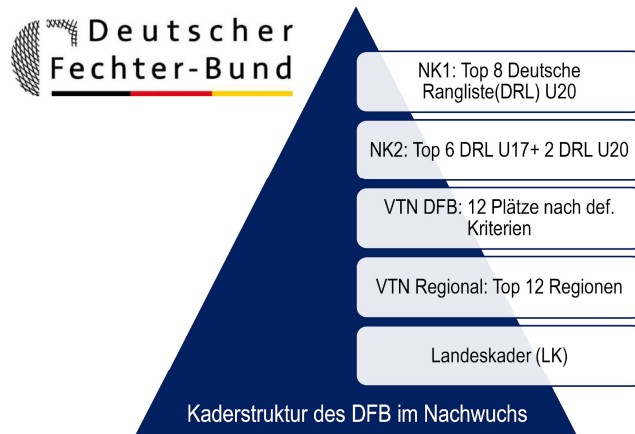 Deutscher
Fechter-Bund
NK1: Top 8 Deutsche
Rangliste(DRL) U20
NK2: Top 6 DRL U17+ 2 DRL U20
VTN DFB: 12 Plätze nach def.
Kriterien
VTN Regional: Top 12 Regionen
Landeskader (LK)
Kaderstruktur des DFB im Nachwuchs